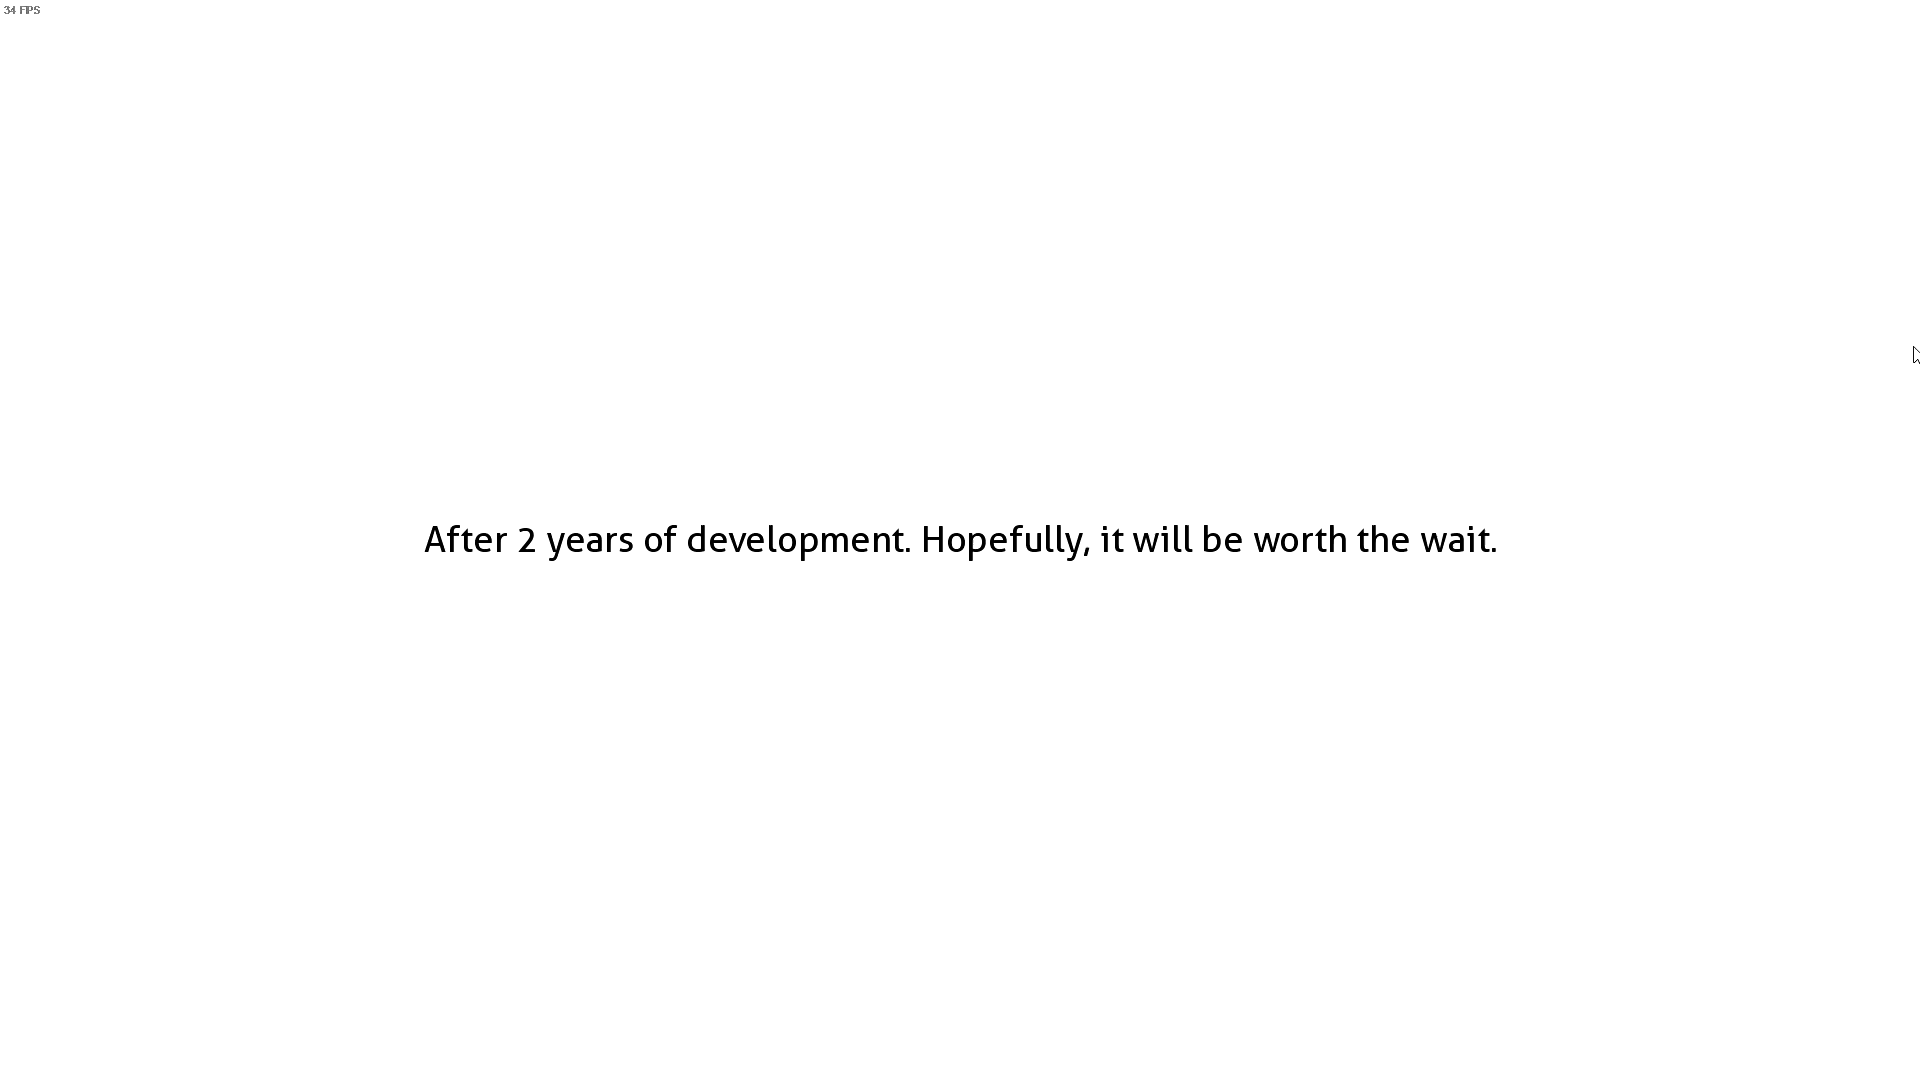 34 FPS
After 2 years of development. Hopefully, it will be worth the wait.